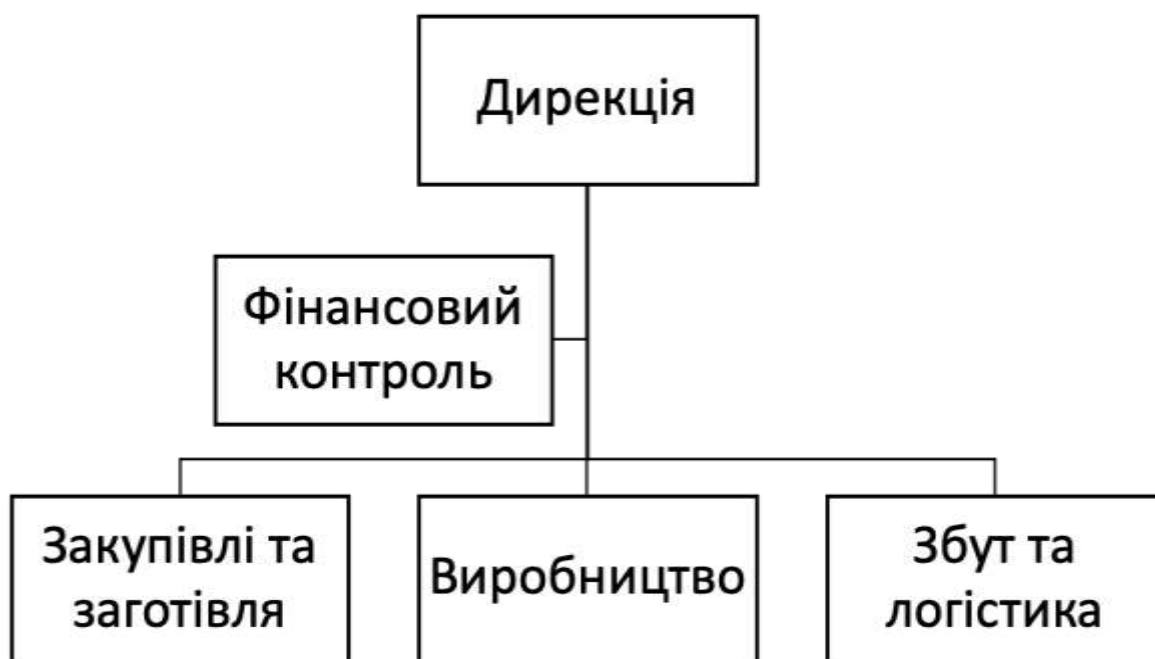 Дирекція
Фінансовий
контроль
Закупівлі та
заготівля
Виробництво
Збут та
логістика